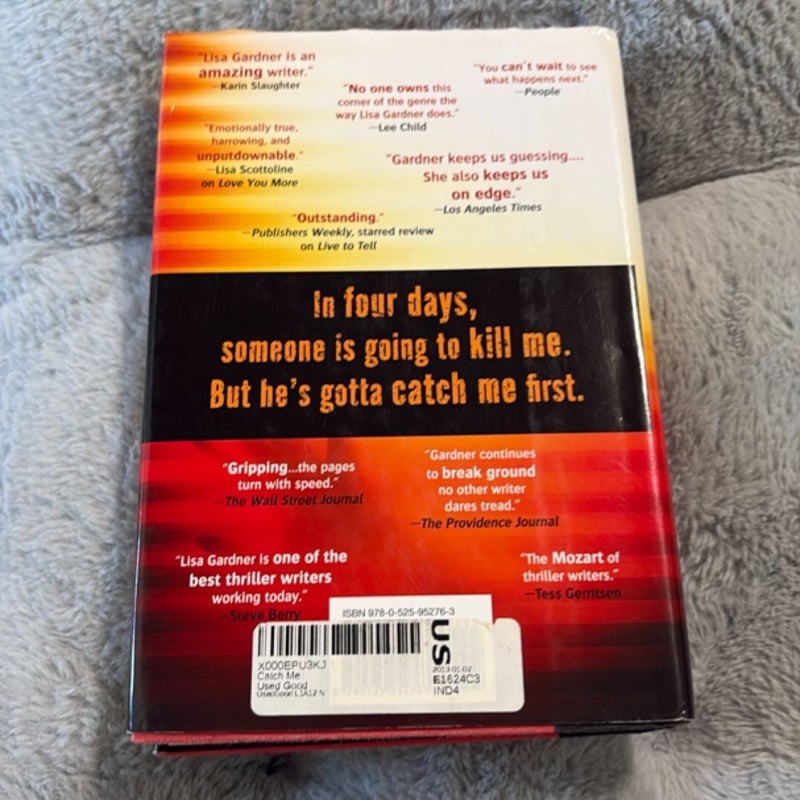 "Lisa Gardner is an
amazing writer."
—Karin Slaughter
"No one owns this
corner of the genre the
way Lisa Gardner does."
—Lee Child
"You can't wait to see
what happens next."
—People
"Emotionally true,
harrowing, and
unputdownable."
—Lisa Scottoline
on Love You More
"Gardner keeps us guessing....
She also keeps us
on edge."
—Los Angeles Times
"Outstanding."
—Publishers Weekly, starred review
on Live to Tell
In four days,
someone is going to kill me.
But he's gotta catch me first.
"Gripping...the pages
turn with speed."
—The Wall Street Journal
"Gardner continues
to break ground
no other writer
dares tread."
—The Providence Journal
"Lisa Gardner is one of the
best thriller writers
working today."
—Steve Berry
"The Mozart of
thriller writers."
—Tess Gerritsen
ISBN 978-0-525-95276-3
US
X000EPU3KJ
Catch Me
Used Good
2013-01-02
E1624C3
IND4